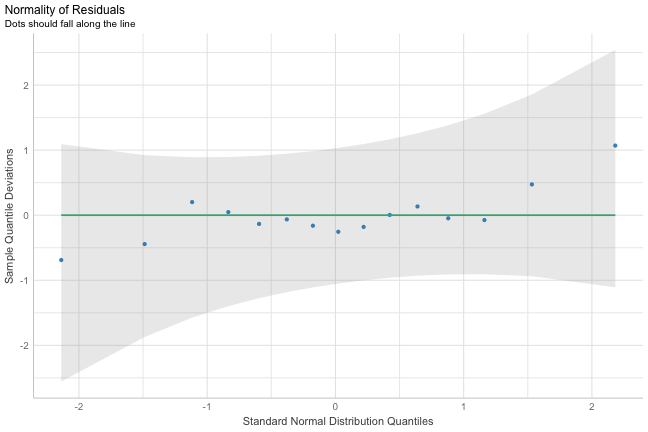 Normality of Residuals
Dots should fall along the line
Sample Quantile Deviations
2
1
0
-1
-2
-2 -1 0 1 2
Standard Normal Distribution Quantiles